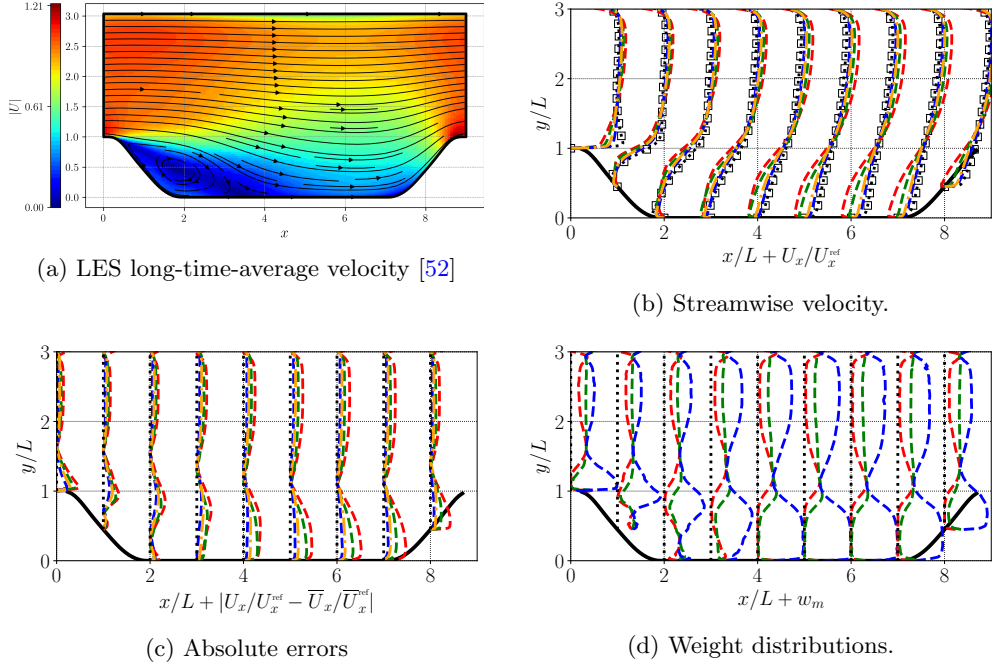 1.21
0.61
0.00
|U|
3.0
2.5
2.0
1.5
1.0
0.5
0.0
0 2 4 6 8
x
(a) LES long-time-average velocity [52]
3
2
1
0
y/L
0 2 4 6 8
x/L + U_x/U_x^ref
(b) Streamwise velocity.
3
2
1
0
y/L
0 2 4 6 8
x/L + |U_x/U_x^ref − U̅_x/U̅_x^ref|
(c) Absolute errors
3
2
1
0
y/L
0 2 4 6 8
x/L + w_m
(d) Weight distributions.